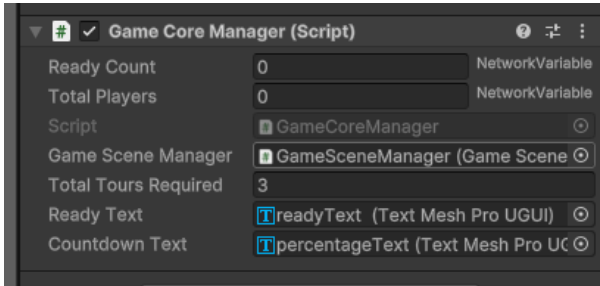 # Game Core Manager (Script)
Ready Count 0 NetworkVariable
Total Players 0 NetworkVariable
Script # GameCoreManager
Game Scene Manager # GameSceneManager (Game Scene
Total Tours Required 3
Ready Text T readyText (Text Mesh Pro UGUI)
Countdown Text T percentageText (Text Mesh Pro UG